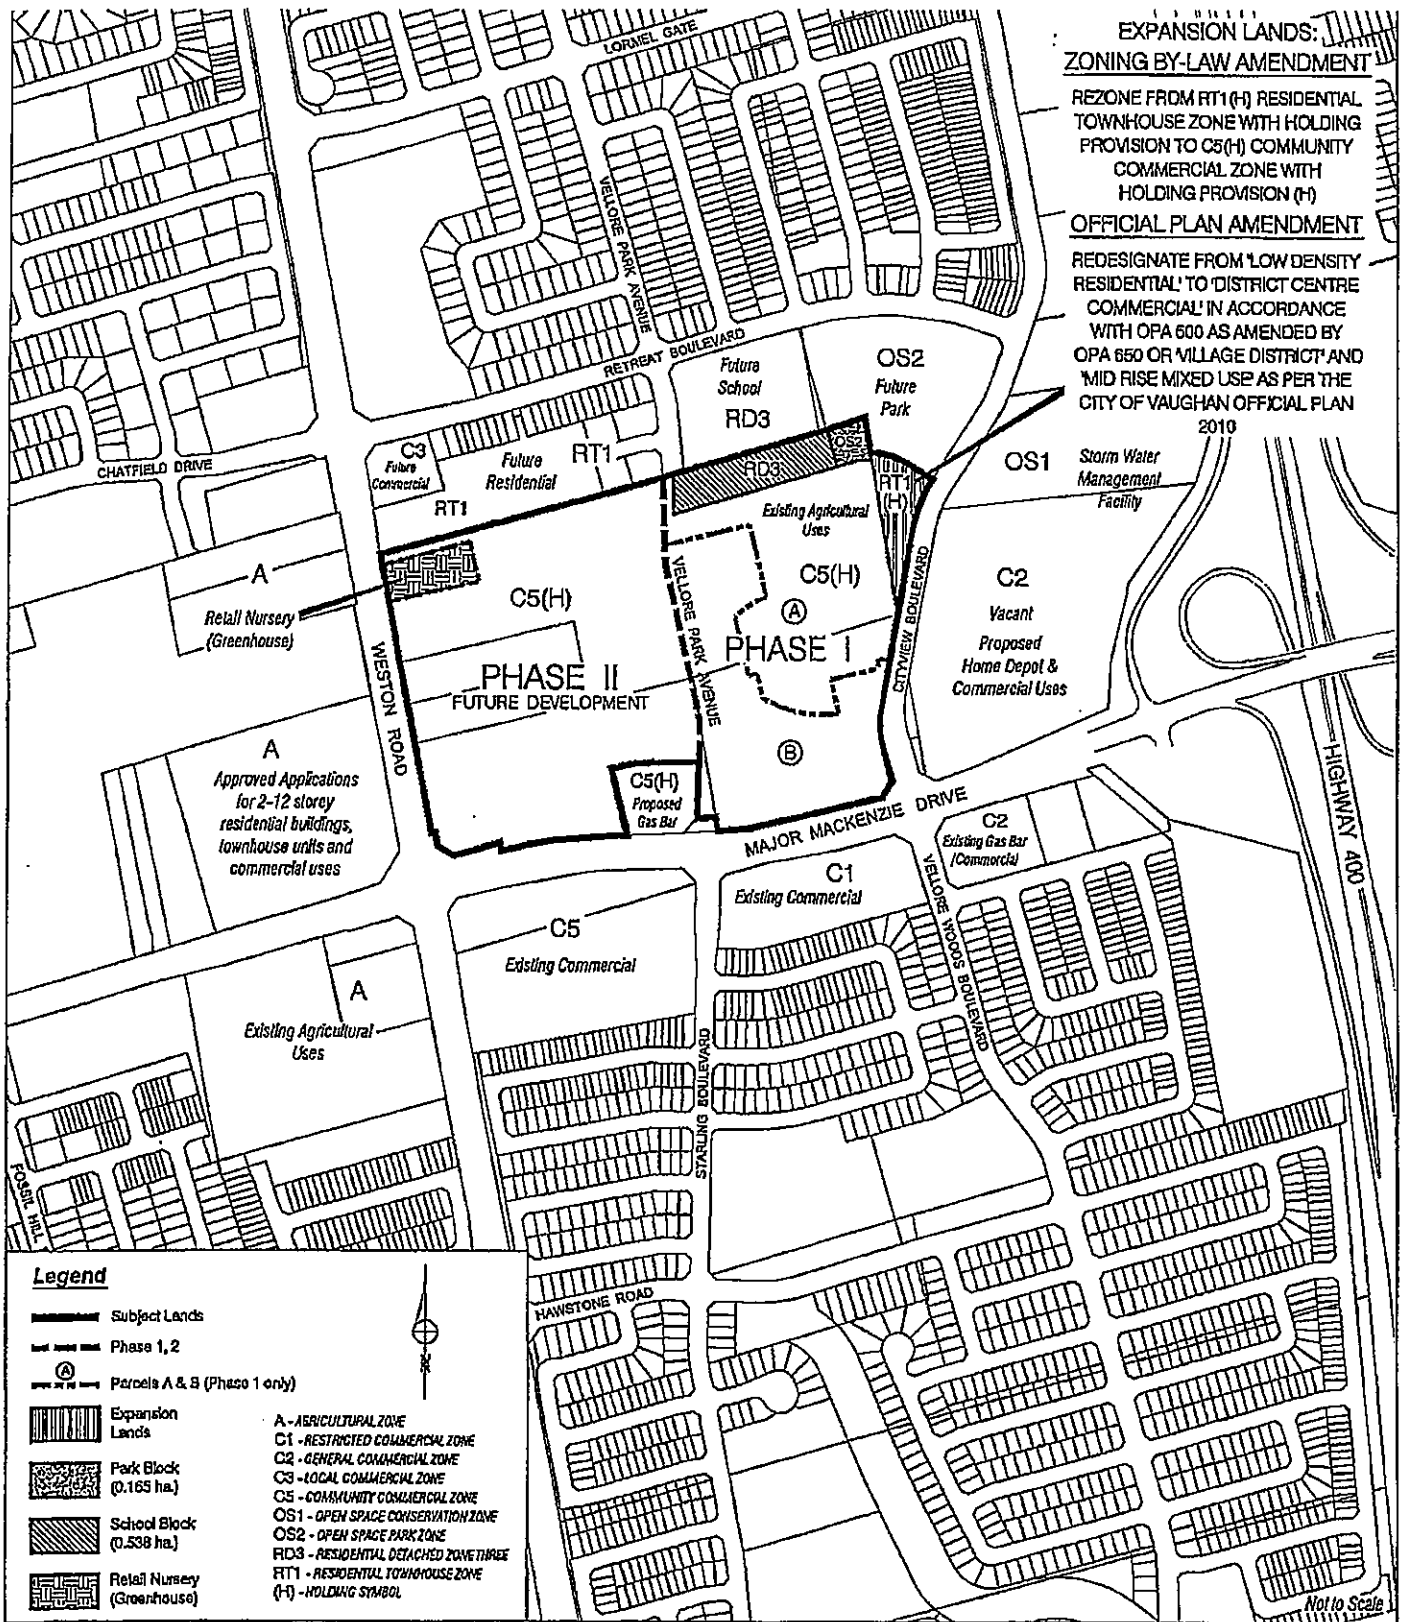 EXPANSION LANDS:
ZONING BY-LAW AMENDMENT
REZONE FROM RT1(H) RESIDENTIAL
TOWNHOUSE ZONE WITH HOLDING
PROVISION TO C5(H) COMMUNITY
COMMERCIAL ZONE WITH
HOLDING PROVISION (H)
OFFICIAL PLAN AMENDMENT
REDESIGNATE FROM 'LOW DENSITY
RESIDENTIAL' TO 'DISTRICT CENTRE
COMMERCIAL' IN ACCORDANCE
WITH OPA 600 AS AMENDED BY
OPA 650 OR 'VILLAGE DISTRICT' AND
'MID RISE MIXED USE' AS PER THE
CITY OF VAUGHAN OFFICIAL PLAN
2010
LORMEL GATE
VELLORE PARK AVENUE
RETREAT BOULEVARD
CHATFIELD DRIVE
Future
School
RD3
OS2
Future
Park
C3
Future
Commercial
RT1
Future
Residential
RT1
RD3
OS2
RT1
(H)
OS1
Storm Water
Management
Facility
Existing Agricultural
Uses
A
Retail Nursery
(Greenhouse)
C5(H)
VELLORE PARK AVENUE
C5(H)
A
PHASE I
CITYVIEW BOULEVARD
C2
Vacant
Proposed
Home Depot &
Commercial Uses
WESTON ROAD
PHASE II
FUTURE DEVELOPMENT
B
A
Approved Applications
for 2-12 storey
residential buildings,
townhouse units and
commercial uses
C5(H)
Proposed
Gas Bar
MAJOR MACKENZIE DRIVE
HIGHWAY 400
C2
Existing Gas Bar
/Commercial
C1
Existing Commercial
VELLORE WOODS BOULEVARD
C5
Existing Commercial
A
Existing Agricultural
Uses
STARLING BOULEVARD
FOSSIL HILL
HAWSTONE ROAD
Legend
Subject Lands
Phase 1, 2
A
Parcels A & B (Phase 1 only)
Expansion
Lands
Park Block
(0.165 ha.)
School Block
(0.538 ha.)
Retail Nursery
(Greenhouse)
A - AGRICULTURAL ZONE
C1 - RESTRICTED COMMERCIAL ZONE
C2 - GENERAL COMMERCIAL ZONE
C3 - LOCAL COMMERCIAL ZONE
C5 - COMMUNITY COMMERCIAL ZONE
OS1 - OPEN SPACE CONSERVATION ZONE
OS2 - OPEN SPACE PARK ZONE
RD3 - RESIDENTIAL DETACHED ZONE THREE
RT1 - RESIDENTIAL TOWNHOUSE ZONE
(H) - HOLDING SYMBOL
Not to Scale